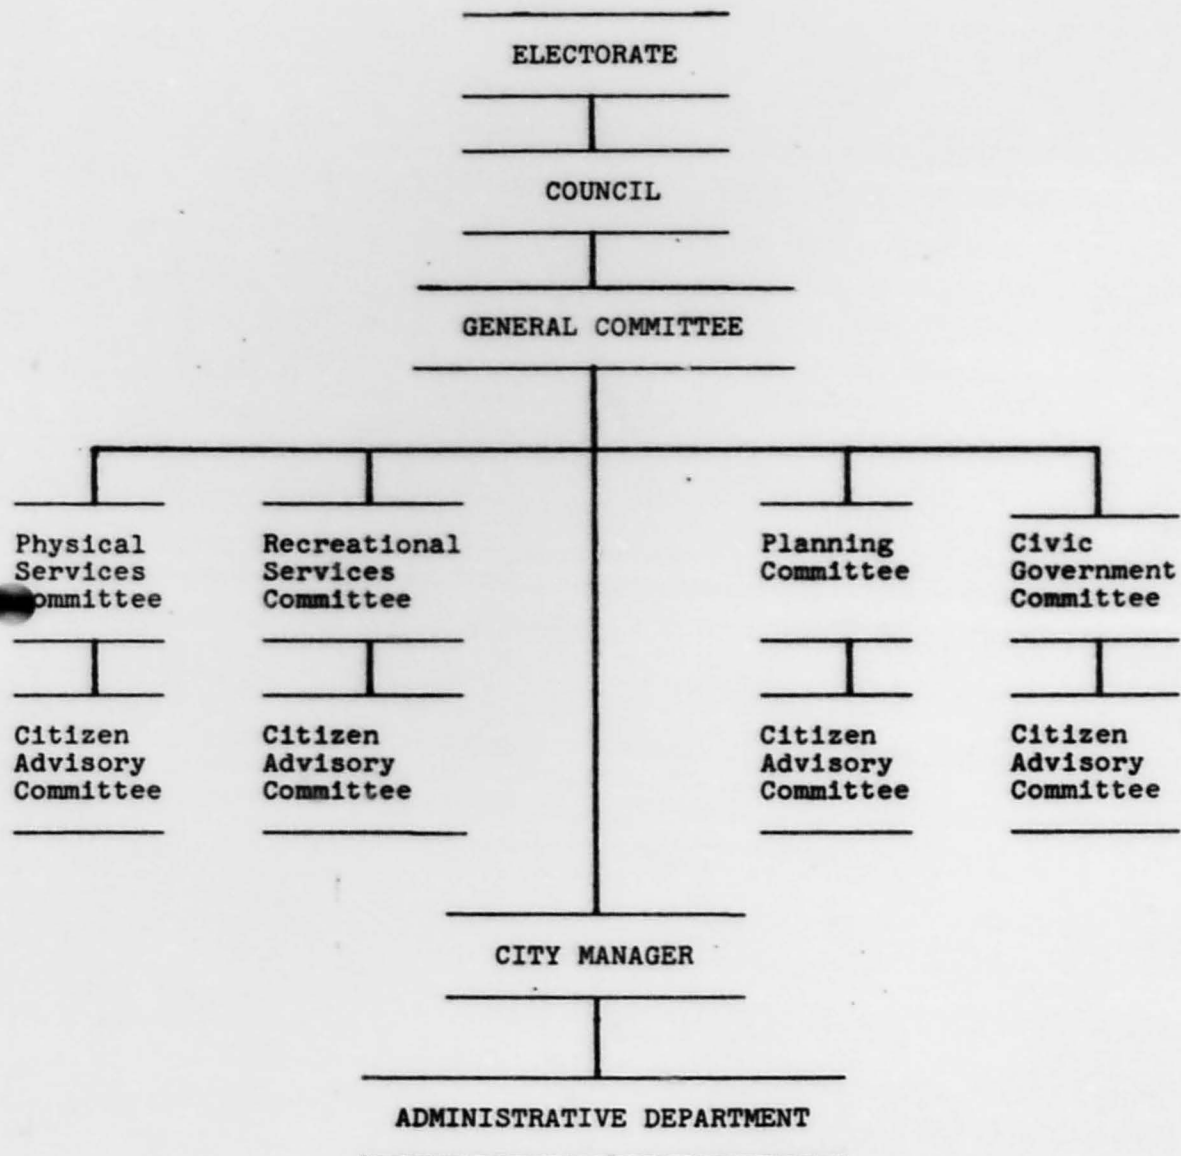 ELECTORATE
COUNCIL
GENERAL COMMITTEE
Physical
Services
Committee
Recreational
Services
Committee
Planning
Committee
Civic
Government
Committee
Citizen
Advisory
Committee
Citizen
Advisory
Committee
Citizen
Advisory
Committee
Citizen
Advisory
Committee
CITY MANAGER
ADMINISTRATIVE DEPARTMENT